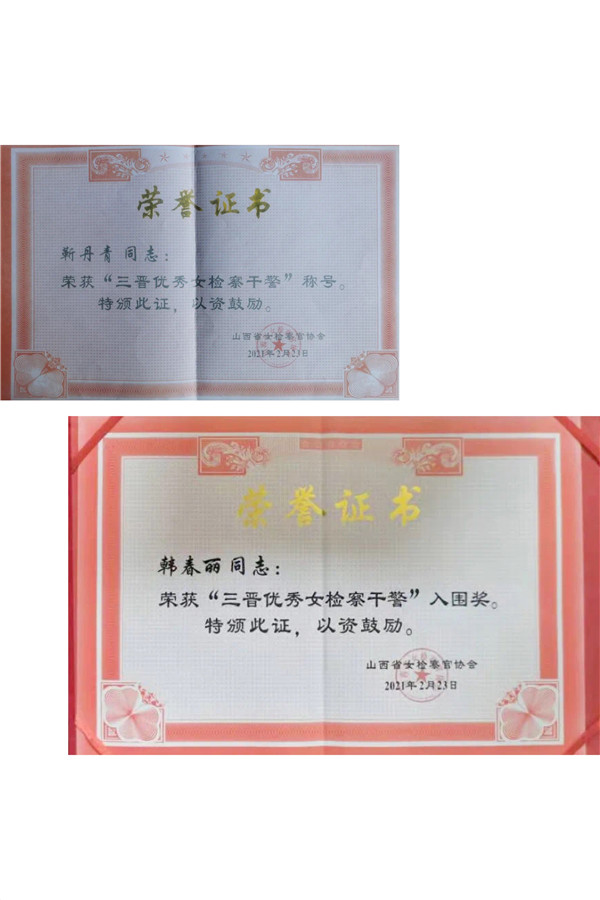 荣誉证书
靳丹青 同志：
荣获“三晋优秀女检察干警”称号。
特颁此证，以资鼓励。
山西省女检察官协会
2021年2月23日
荣誉证书
韩春丽同志：
荣获“三晋优秀女检察干警”入围奖。
特颁此证，以资鼓励。
山西省女检察官协会
2021年2月23日